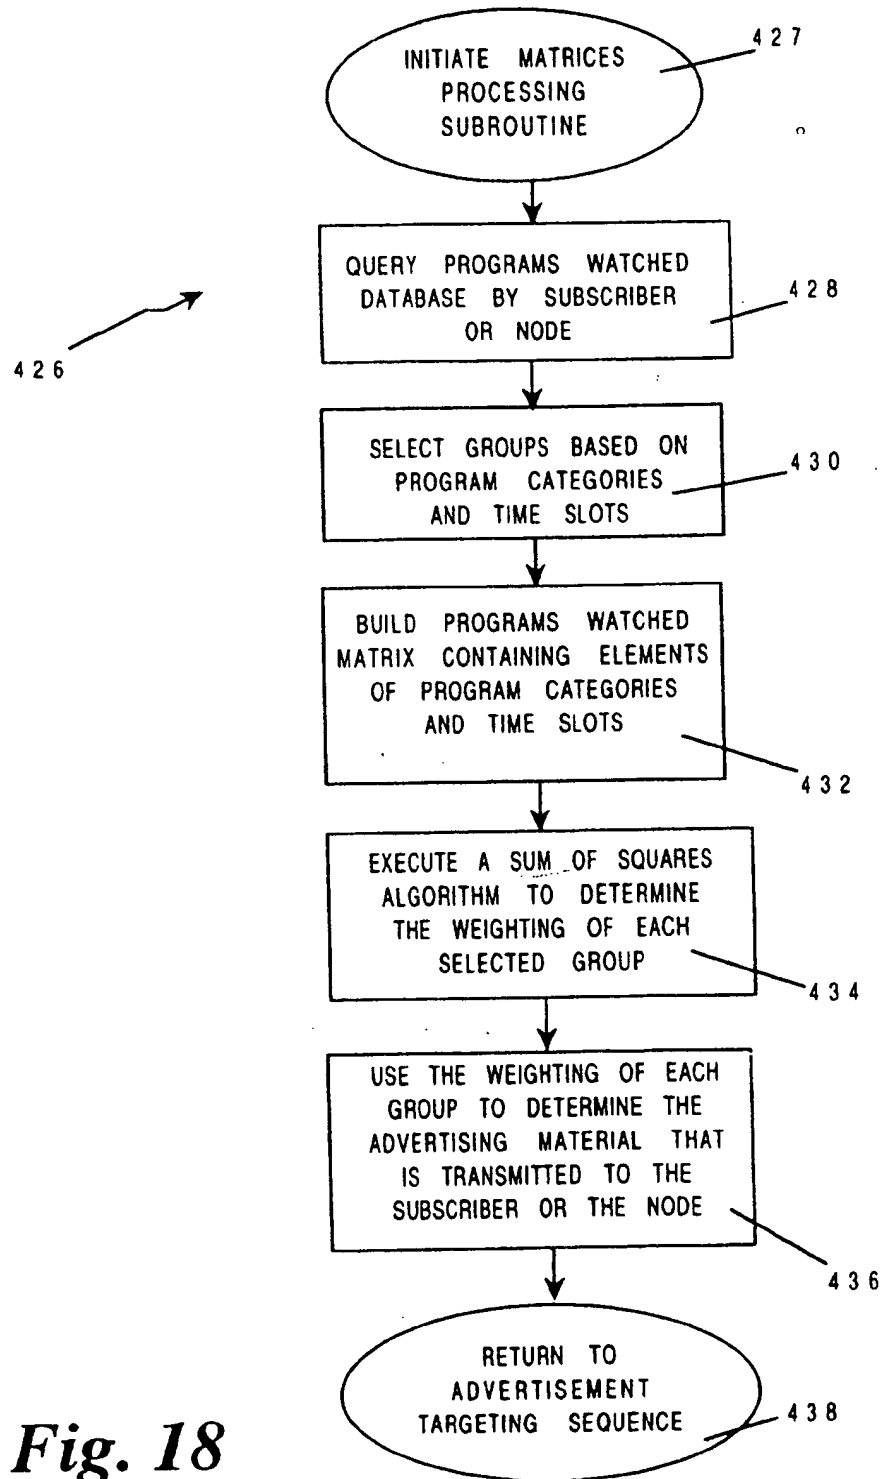 INITIATE MATRICES
PROCESSING
SUBROUTINE
427
QUERY PROGRAMS WATCHED
DATABASE BY SUBSCRIBER
OR NODE
428
426
SELECT GROUPS BASED ON
PROGRAM CATEGORIES
AND TIME SLOTS
430
BUILD PROGRAMS WATCHED
MATRIX CONTAINING ELEMENTS
OF PROGRAM CATEGORIES
AND TIME SLOTS
432
EXECUTE A SUM OF SQUARES
ALGORITHM TO DETERMINE
THE WEIGHTING OF EACH
SELECTED GROUP
434
USE THE WEIGHTING OF EACH
GROUP TO DETERMINE THE
ADVERTISING MATERIAL THAT
IS TRANSMITTED TO THE
SUBSCRIBER OR THE NODE
436
RETURN TO
ADVERTISEMENT
TARGETING SEQUENCE
438
Fig. 18